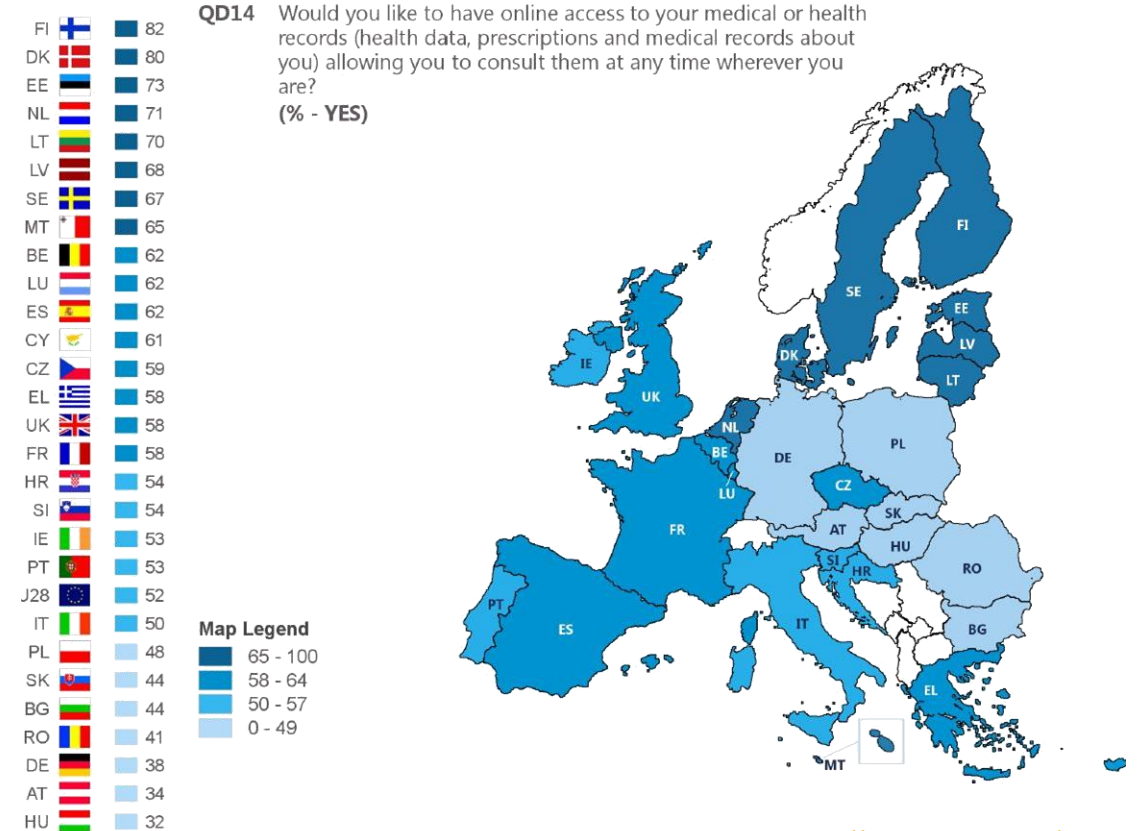 QD14 Would you like to have online access to your medical or health
records (health data, prescriptions and medical records about
you) allowing you to consult them at any time wherever you
are?
(% - YES)
FI 82
DK 80
EE 73
NL 71
LT 70
LV 68
SE 67
MT 65
BE 62
LU 62
ES 62
CY 61
CZ 59
EL 58
UK 58
FR 58
HR 54
SI 54
IE 53
PT 53
J28 52
IT 50
PL 48
SK 44
BG 44
RO 41
DE 38
AT 34
HU 32
Map Legend
65 - 100
58 - 64
50 - 57
0 - 49
FI
SE
EE
LV
LT
DK
IE
UK
NL
BE
LU
DE
PL
CZ
SK
AT
HU
FR
SI
HR
RO
PT
ES
IT
BG
EL
MT